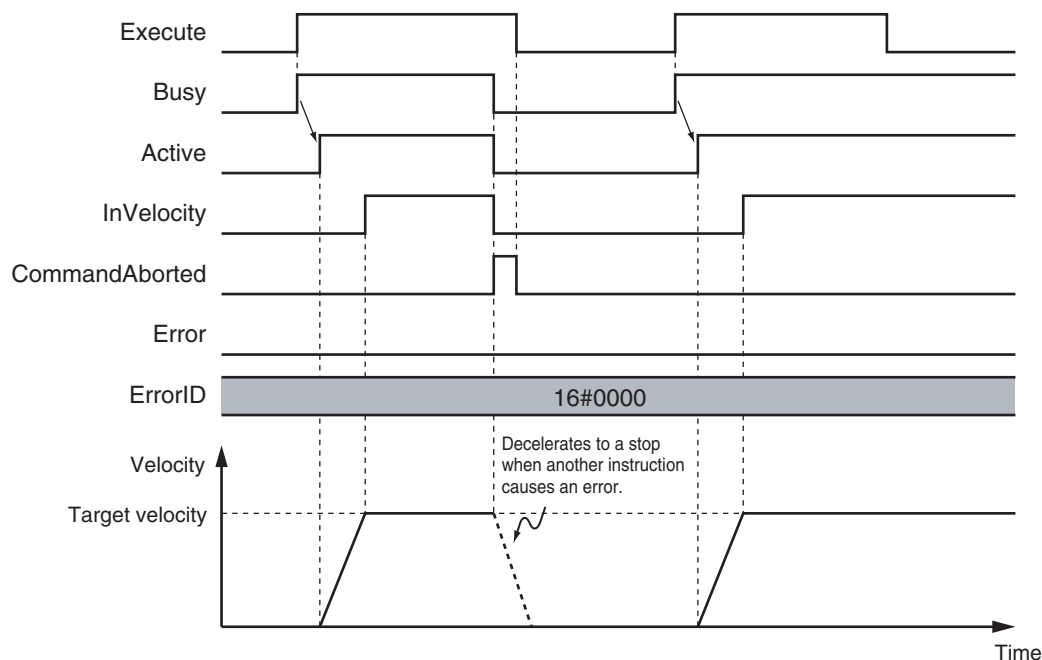 Execute
Busy
Active
InVelocity
CommandAborted
Error
ErrorID
16#0000
Velocity
Decelerates to a stop
when another instruction
causes an error.
Target velocity
Time